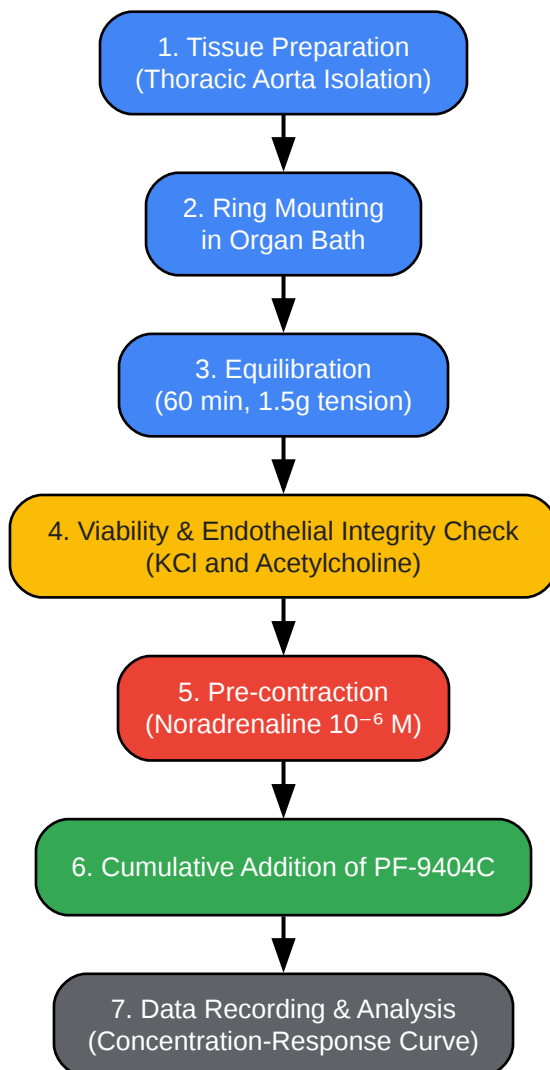 1. Tissue Preparation
(Thoracic Aorta Isolation)
2. Ring Mounting
in Organ Bath
3. Equilibration
(60 min, 1.5g tension)
4. Viability & Endothelial Integrity Check
(KCl and Acetylcholine)
5. Pre-contraction
(Noradrenaline 10⁻⁶ M)
6. Cumulative Addition of PF-9404C
7. Data Recording & Analysis
(Concentration-Response Curve)